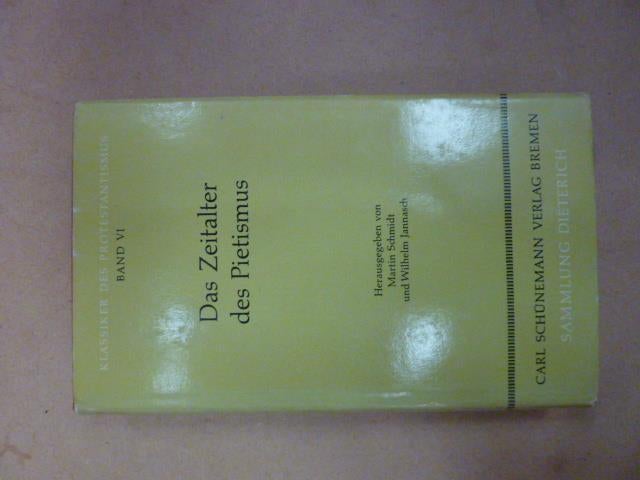 KLASSIKER DES PROTESTANTISMUS
BAND VI
Das Zeitalter
des Pietismus
Herausgegeben von
Martin Schmidt
und Wilhelm Jannasch
CARL SCHÜNEMANN VERLAG BREMEN
SAMMLUNG DIETERICH